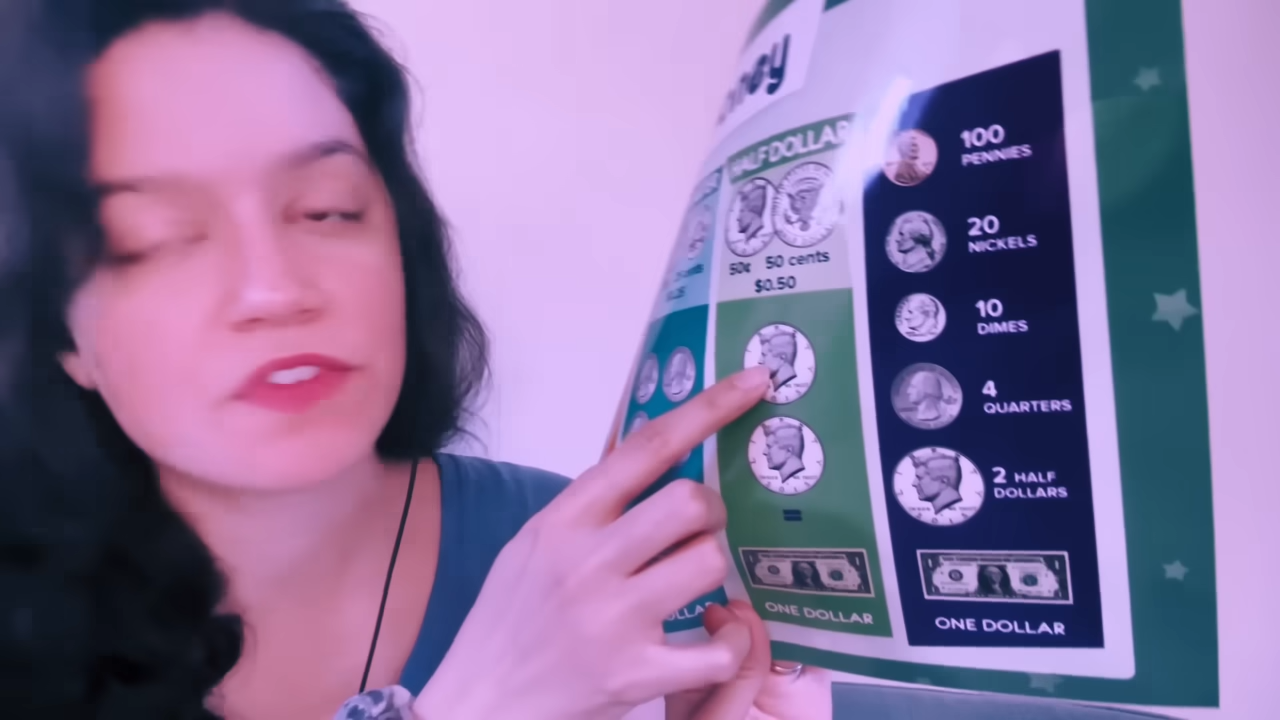 HALF DOLLAR
50¢ 50 cents
$0.50
=
ONE DOLLAR
100
PENNIES
20
NICKELS
10
DIMES
4
QUARTERS
2 HALF
DOLLARS
ONE DOLLAR